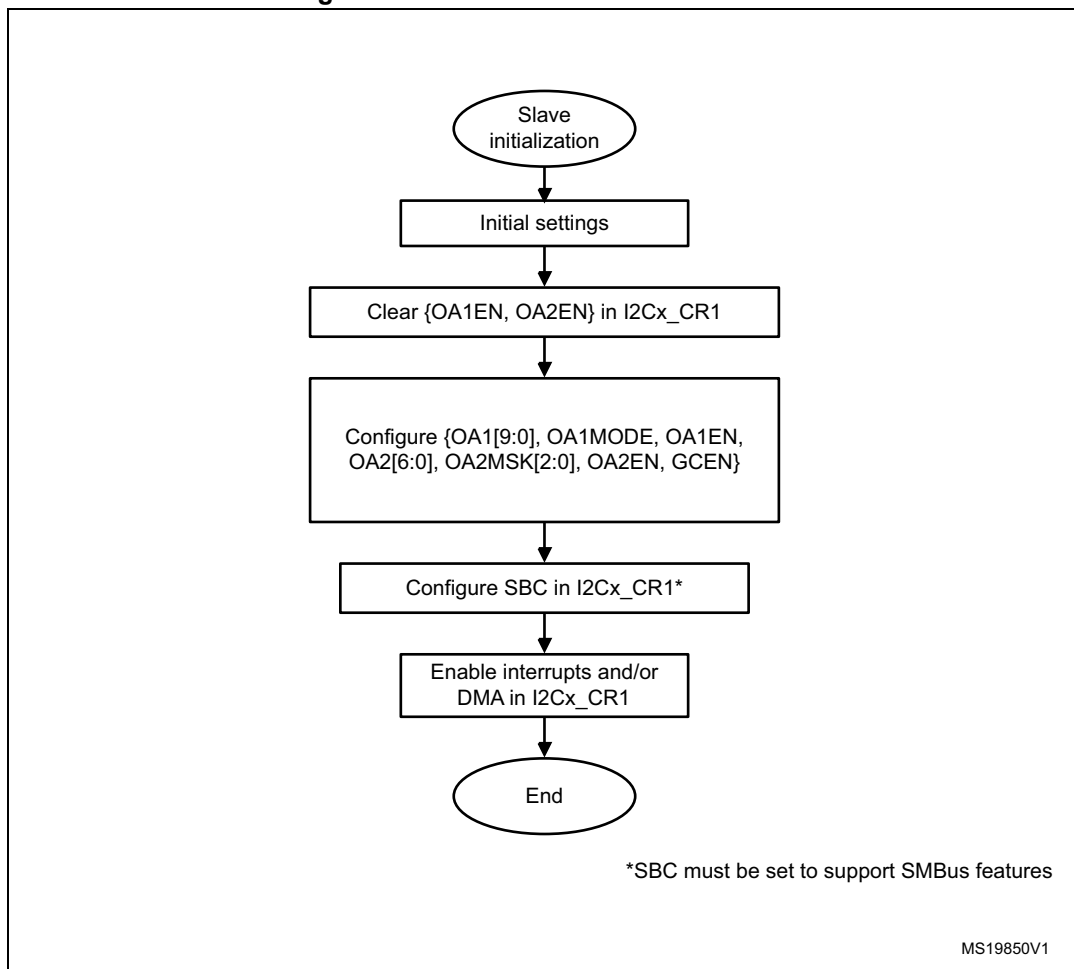 Slave
initialization
Initial settings
Clear {OA1EN, OA2EN} in I2Cx_CR1
Configure {OA1[9:0], OA1MODE, OA1EN,
OA2[6:0], OA2MSK[2:0], OA2EN, GCEN}
Configure SBC in I2Cx_CR1*
Enable interrupts and/or
DMA in I2Cx_CR1
End
*SBC must be set to support SMBus features
MS19850V1